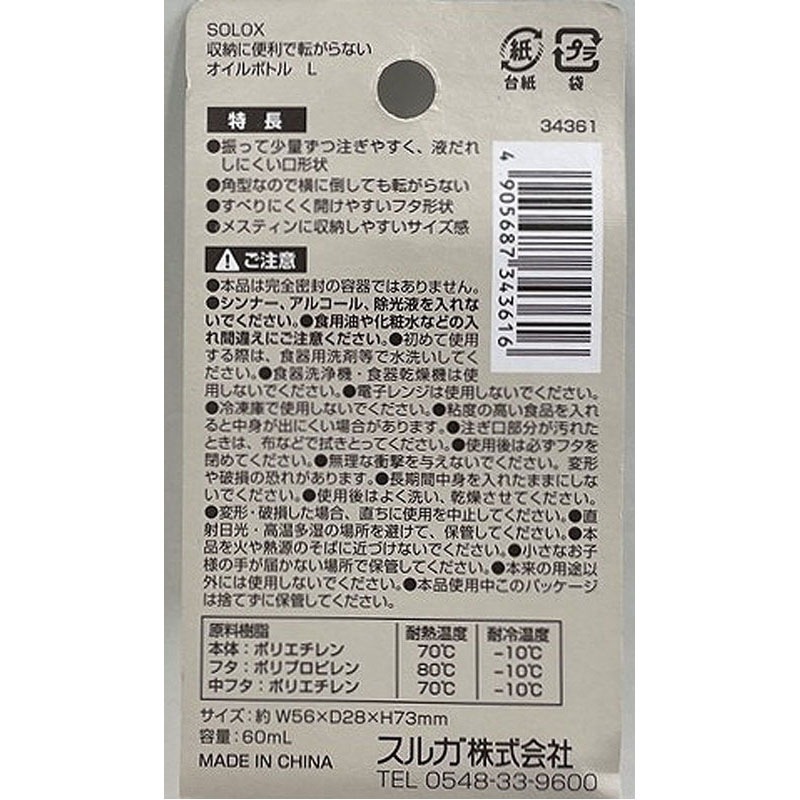 SOLOX
収納に便利で転がらない
オイルボトル L
紙
台紙
プラ
袋
特長
34361
●振って少量ずつ注ぎやすく、液だれ
しにくい口形状
●角型なので横に倒しても転がらない
●すべりにくく開けやすいフタ形状
●メスティンに収納しやすいサイズ感
4 905687 343616
ご注意
●本品は完全密封の容器ではありません。
●シンナー、アルコール、除光液を入れな
いでください。●食用油や化粧水などの入
れ間違えにご注意ください。●初めて使用
する際は、食器用洗剤等で水洗いしてく
ださい。●食器洗浄機・食器乾燥機は使
用しないでください。●電子レンジは使用しないでください。
●冷凍庫で使用しないでください。●粘度の高い食品を入れ
ると中身が出にくい場合があります。●注ぎ口部分が汚れた
ときは、布などで拭きとってください。●使用後は必ずフタを
閉めてください。●無理な衝撃を与えないでください。変形
や破損の恐れがあります。●長期間中身を入れたままにしな
いでください。●使用後はよく洗い、乾燥させてください。
●変形・破損した場合、直ちに使用を中止してください。●直
射日光・高温多湿の場所を避けて、保管してください。●本
品を火や熱源のそばに近づけないでください。●小さなお子
様の手が届かない場所で保管してください。●本来の用途以
外には使用しないでください。●本品使用中このパッケージ
は捨てずに保管してください。
原料樹脂 耐熱温度 耐冷温度
本体：ポリエチレン 70℃ -10℃
フタ：ポリプロピレン 80℃ -10℃
中フタ：ポリエチレン 70℃ -10℃
サイズ：約 W56×D28×H73mm
容量：60mL
MADE IN CHINA
スルガ株式会社
TEL 0548-33-9600